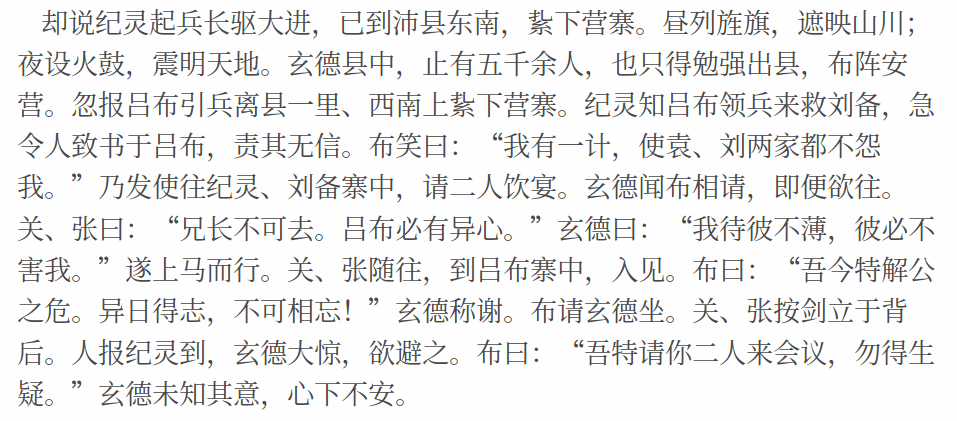 却说纪灵起兵长驱大进，已到沛县东南，紮下营寨。昼列旌旗，遮映山川；
夜设火鼓，震明天地。玄德县中，止有五千余人，也只得勉强出县，布阵安
营。忽报吕布引兵离县一里、西南上紮下营寨。纪灵知吕布领兵来救刘备，急
令人致书于吕布，责其无信。布笑曰：“我有一计，使袁、刘两家都不怨
我。”乃发使往纪灵、刘备寨中，请二人饮宴。玄德闻布相请，即便欲往。
关、张曰：“兄长不可去。吕布必有异心。”玄德曰：“我待彼不薄，彼必不
害我。”遂上马而行。关、张随往，到吕布寨中，入见。布曰：“吾今特解公
之危。异日得志，不可相忘！”玄德称谢。布请玄德坐。关、张按剑立于背
后。人报纪灵到，玄德大惊，欲避之。布曰：“吾特请你二人来会议，勿得生
疑。”玄德未知其意，心下不安。